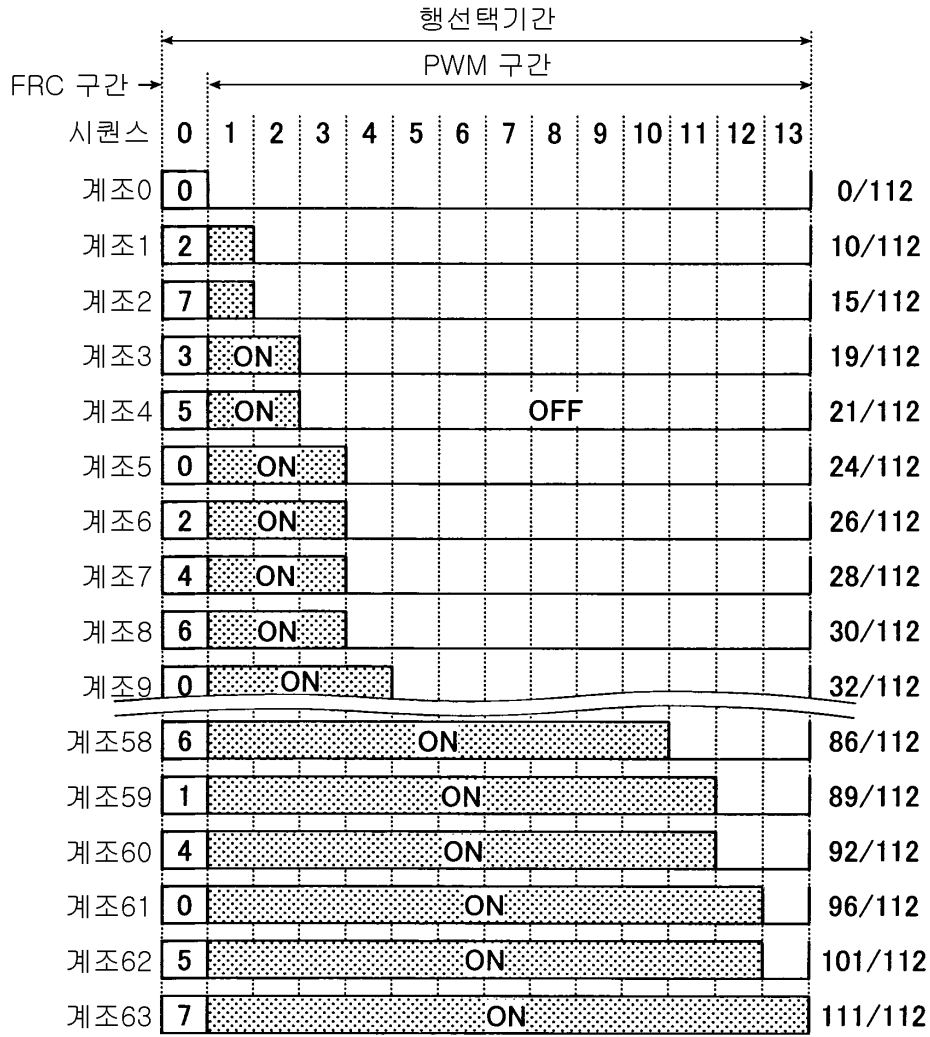 행선택기간
PWM 구간
FRC 구간
시퀀스 0 1 2 3 4 5 6 7 8 9 10 11 12 13
계조0 0 0/112
계조1 2 10/112
계조2 7 15/112
계조3 3 ON 19/112
계조4 5 ON OFF 21/112
계조5 0 ON 24/112
계조6 2 ON 26/112
계조7 4 ON 28/112
계조8 6 ON 30/112
계조9 0 ON 32/112
계조58 6 ON 86/112
계조59 1 ON 89/112
계조60 4 ON 92/112
계조61 0 ON 96/112
계조62 5 ON 101/112
계조63 7 ON 111/112